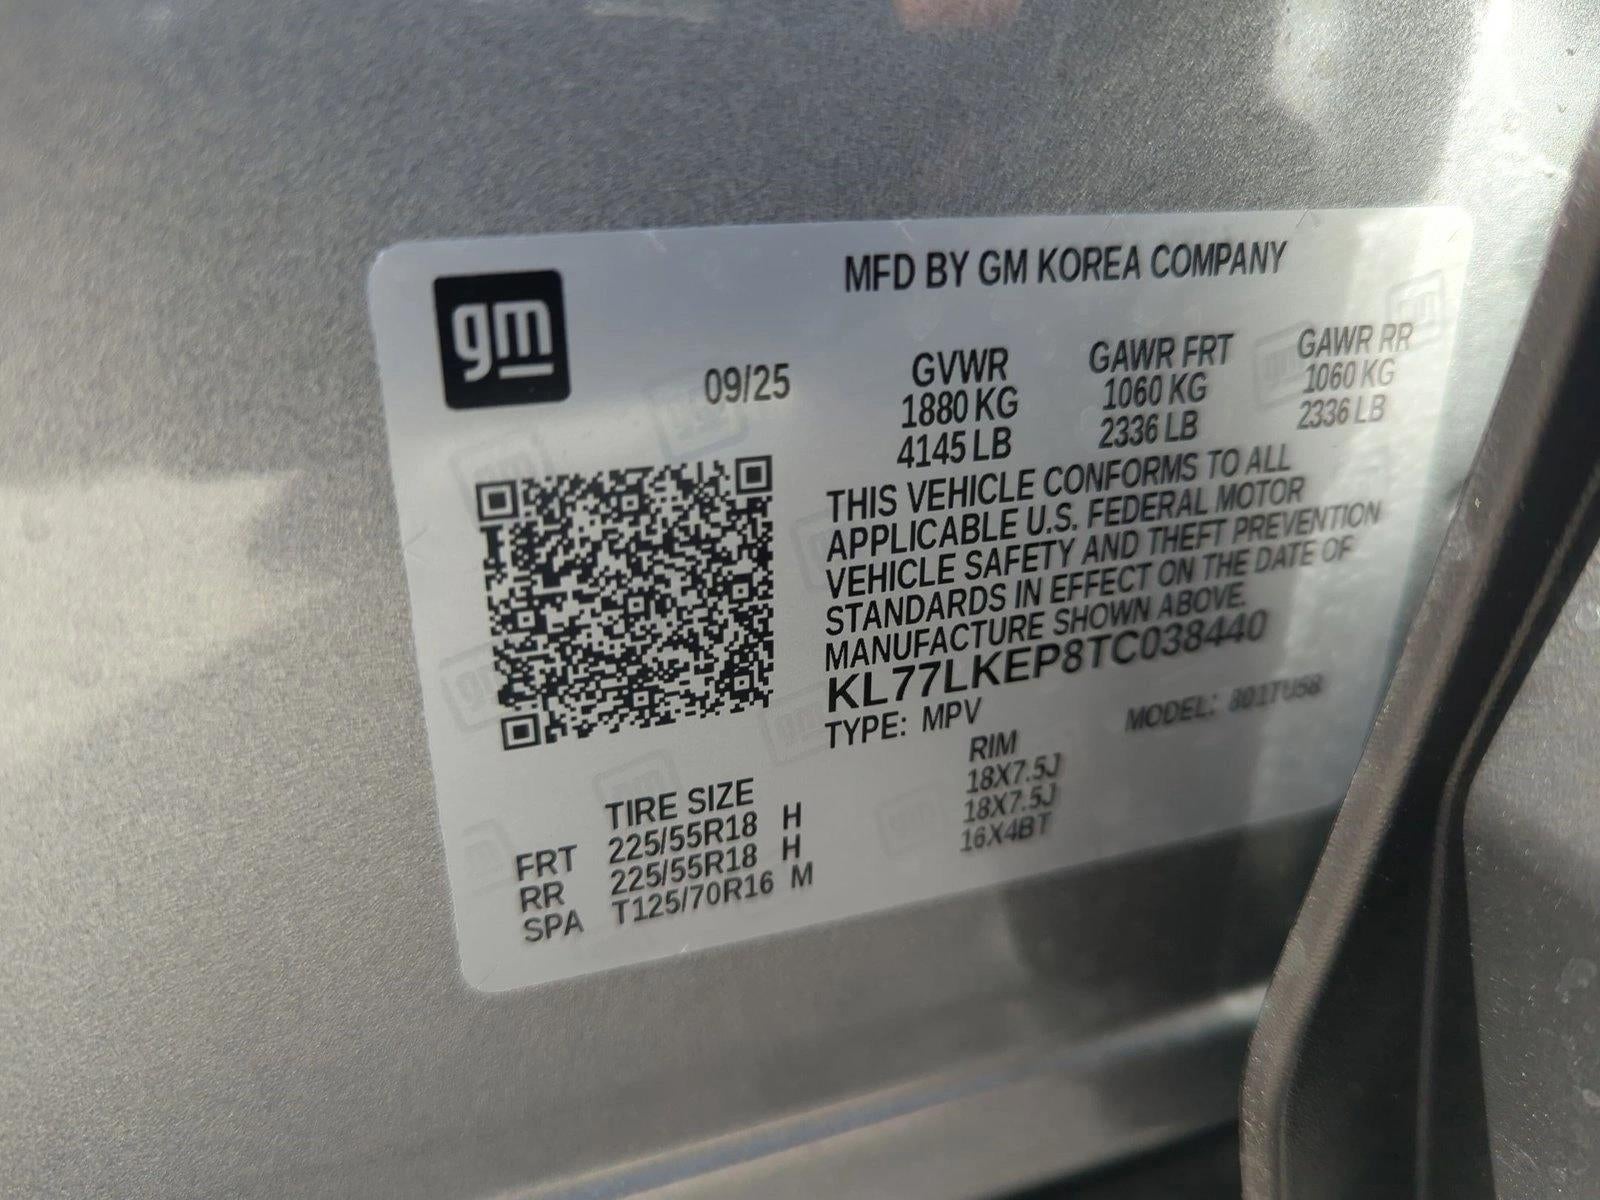 gm
MFD BY GM KOREA COMPANY
09/25
GVWR GAWR FRT GAWR RR
1880 KG 1060 KG 1060 KG
4145 LB 2336 LB 2336 LB
THIS VEHICLE CONFORMS TO ALL
APPLICABLE U.S. FEDERAL MOTOR
VEHICLE SAFETY AND THEFT PREVENTION
STANDARDS IN EFFECT ON THE DATE OF
MANUFACTURE SHOWN ABOVE.
KL77LKEP8TC038440
TYPE: MPV MODEL:
TIRE SIZE RIM
FRT 225/55R18 H 18X7.5J
RR 225/55R18 H 18X7.5J
SPA T125/70R16 M 16X4BT